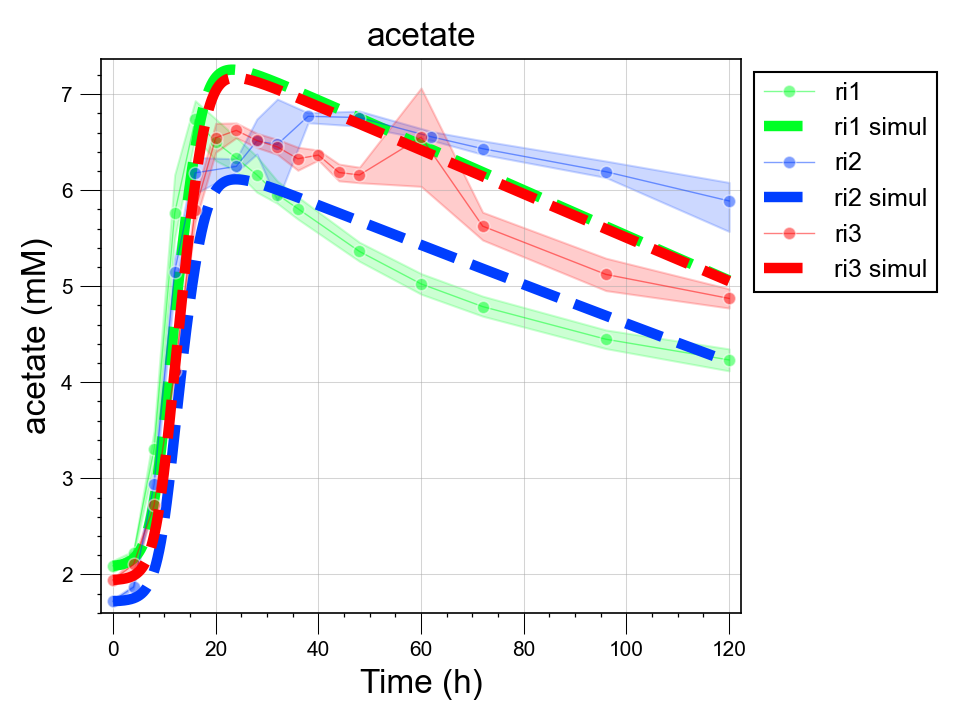 acetate
acetate (mM)
7
6
5
4
3
2
0 20 40 60 80 100 120
Time (h)
ri1
ri1 simul
ri2
ri2 simul
ri3
ri3 simul